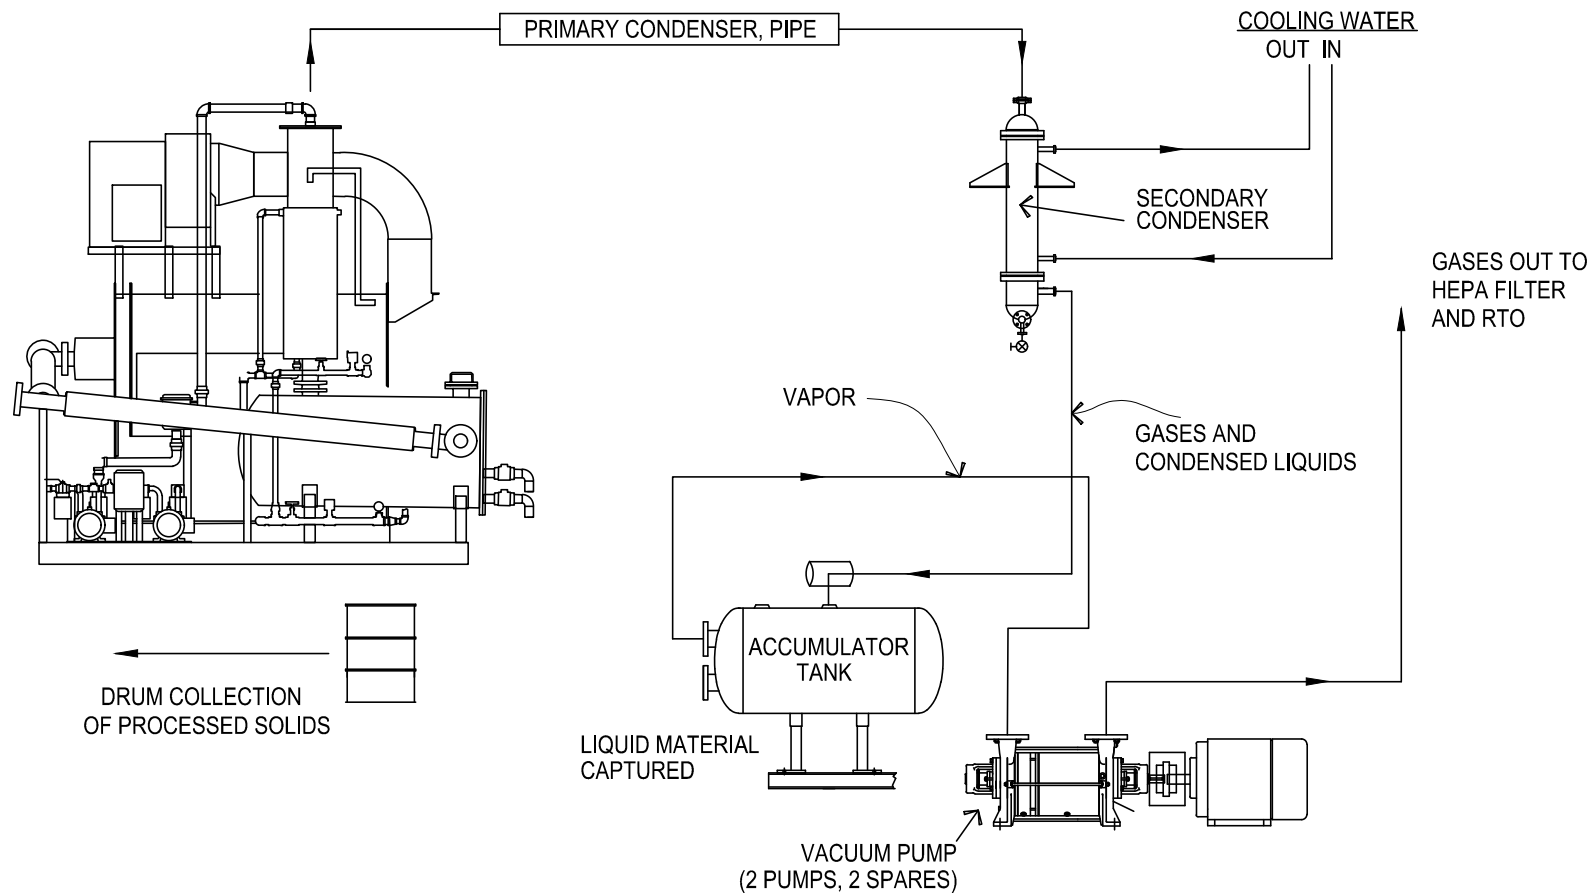 PRIMARY CONDENSER, PIPE
COOLING WATER
OUT IN
SECONDARY
CONDENSER
GASES OUT TO
HEPA FILTER
AND RTO
VAPOR
GASES AND
CONDENSED LIQUIDS
ACCUMULATOR
TANK
DRUM COLLECTION
OF PROCESSED SOLIDS
LIQUID MATERIAL
CAPTURED
VACUUM PUMP
(2 PUMPS, 2 SPARES)